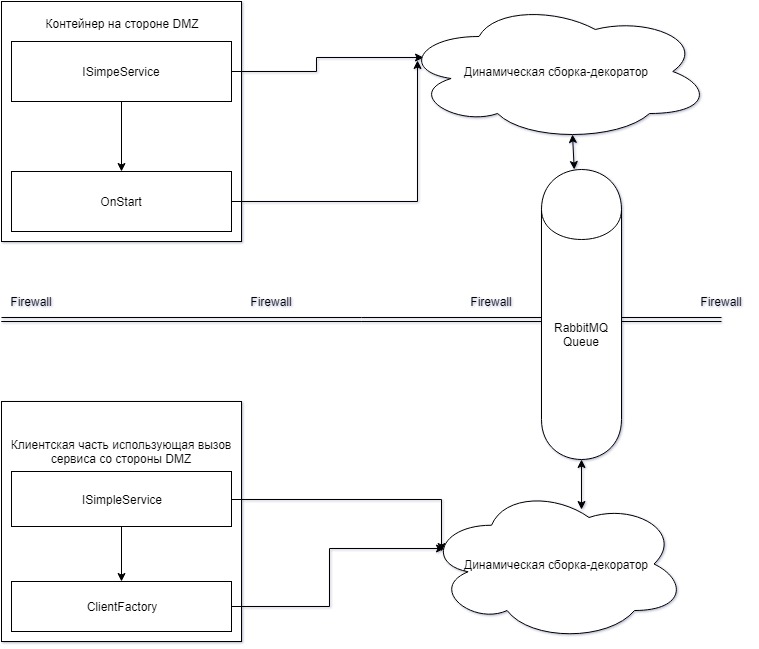 Контейнер на стороне DMZ
ISimpeService
Динамическая сборка-декоратор
OnStart
Firewall
Firewall
Firewall
Firewall
RabbitMQ
Queue
Клиентская часть использующая вызов
сервиса со стороны DMZ
ISimpleService
Динамическая сборка-декоратор
ClientFactory